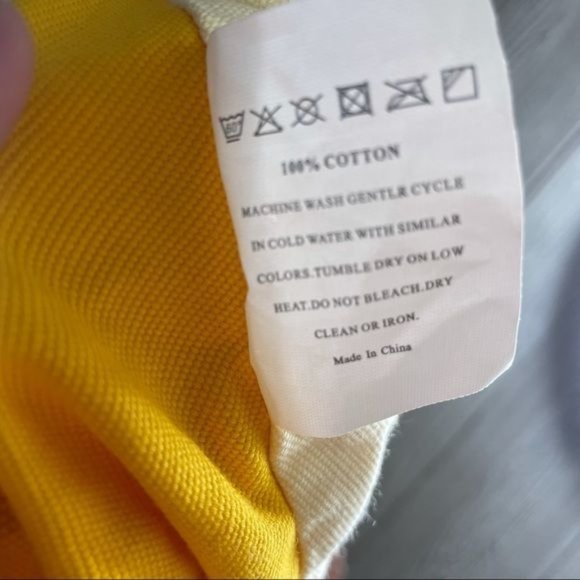 100% COTTON
MACHINE WASH GENTLR CYCLE
IN COLD WATER WITH SIMILAR
COLORS.TUMBLE DRY ON LOW
HEAT.DO NOT BLEACH.DRY
CLEAN OR IRON.
Made In China